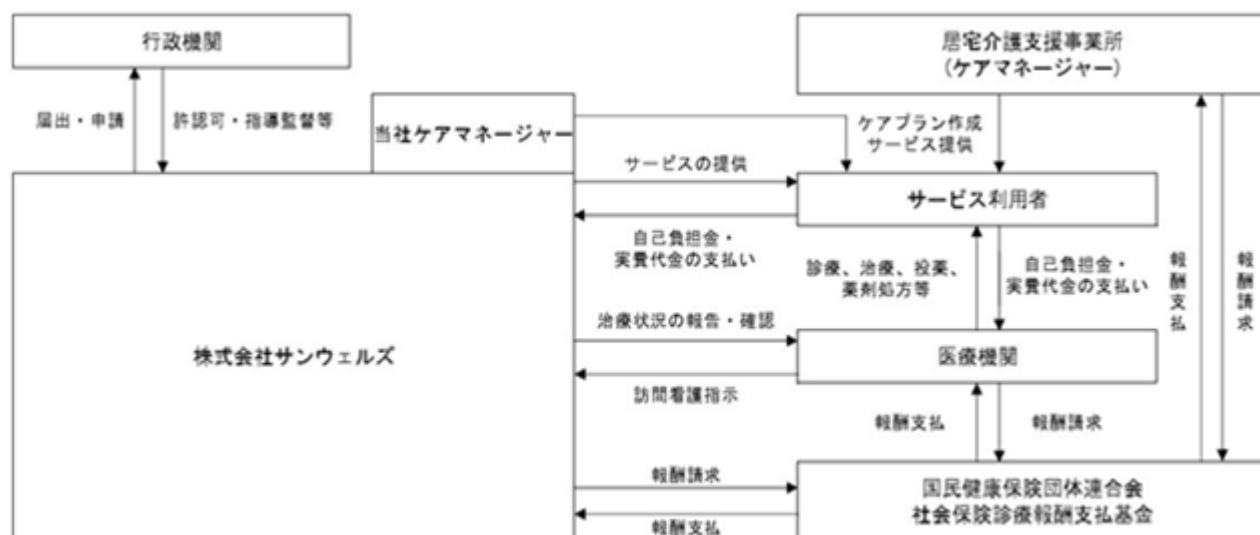 行政機関
居宅介護支援事業所
(ケアマネージャー)
届出・申請
許認可・指導監督等
当社ケアマネージャー
ケアプラン作成
サービス提供
サービスの提供
サービス利用者
自己負担金・
実費代金の支払い
診療、治療、投薬、
薬剤処方等
自己負担金・
実費代金の支払い
報酬支払
報酬請求
治療状況の報告・確認
株式会社サンウェルズ
医療機関
訪問看護指示
報酬支払
報酬請求
報酬請求
国民健康保険団体連合会
社会保険診療報酬支払基金
報酬支払